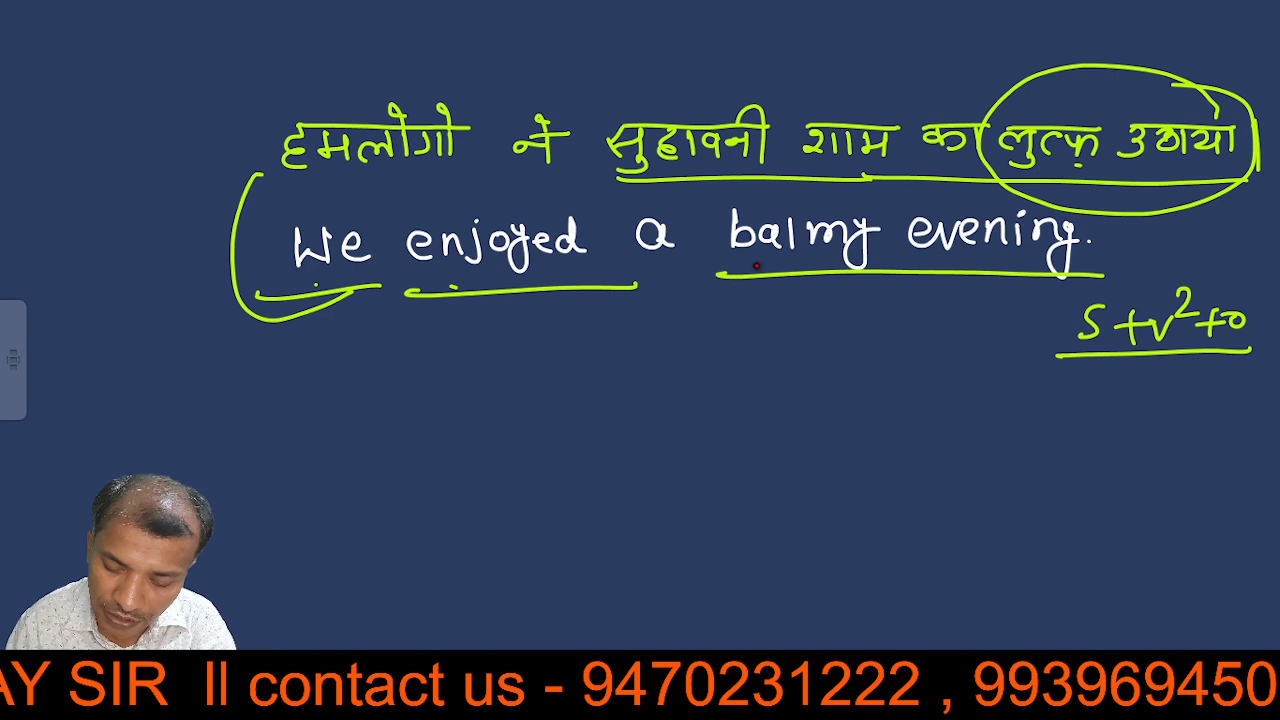 हमलोगो ने सुहावनी शाम का लुत्फ़ उठाया।
We enjoyed a balmy evening.
S+V²+O
AY SIR ll contact us - 9470231222 , 993969450